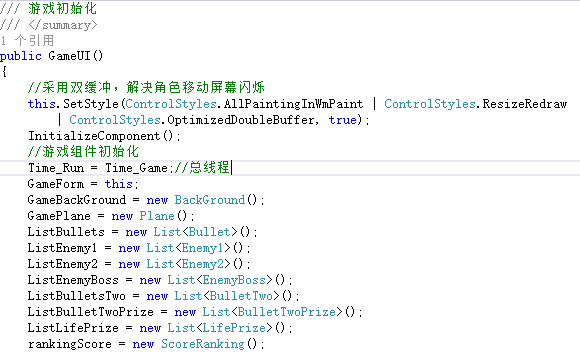 /// 游戏初始化
/// </summary>
1 个引用
public GameUI()
{
//采用双缓冲，解决角色移动屏幕闪烁
this.SetStyle(ControlStyles.AllPaintingInWmPaint | ControlStyles.ResizeRedraw
| ControlStyles.OptimizedDoubleBuffer, true);
InitializeComponent();
//游戏组件初始化
Time_Run = Time_Game;//总线程
GameForm = this;
GameBackGround = new BackGround();
GamePlane = new Plane();
ListBullets = new List<Bullet>();
ListEnemy1 = new List<Enemy1>();
ListEnemy2 = new List<Enemy2>();
ListEnemyBoss = new List<EnemyBoss>();
ListBulletsTwo = new List<BulletTwo>();
ListBulletTwoPrize = new List<BulletTwoPrize>();
ListLifePrize = new List<LifePrize>();
rankingScore = new ScoreRanking();